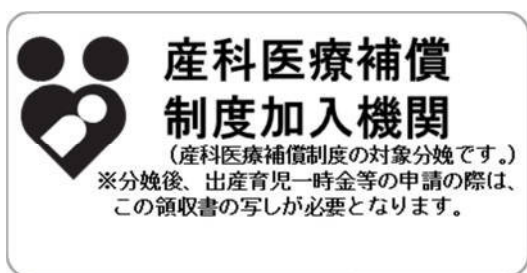 産科医療補償
制度加入機関
（産科医療補償制度の対象分娩です。）
※分娩後、出産育児一時金等の申請の際は、
この領収書の写しが必要となります。